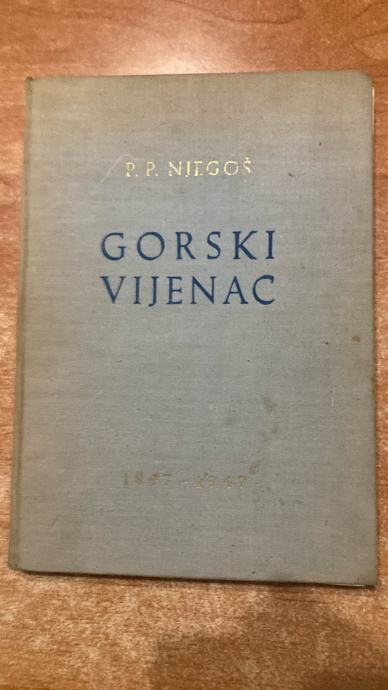 P. P. NJEGOŠ
GORSKI
VIJENAC
1847 - 1947